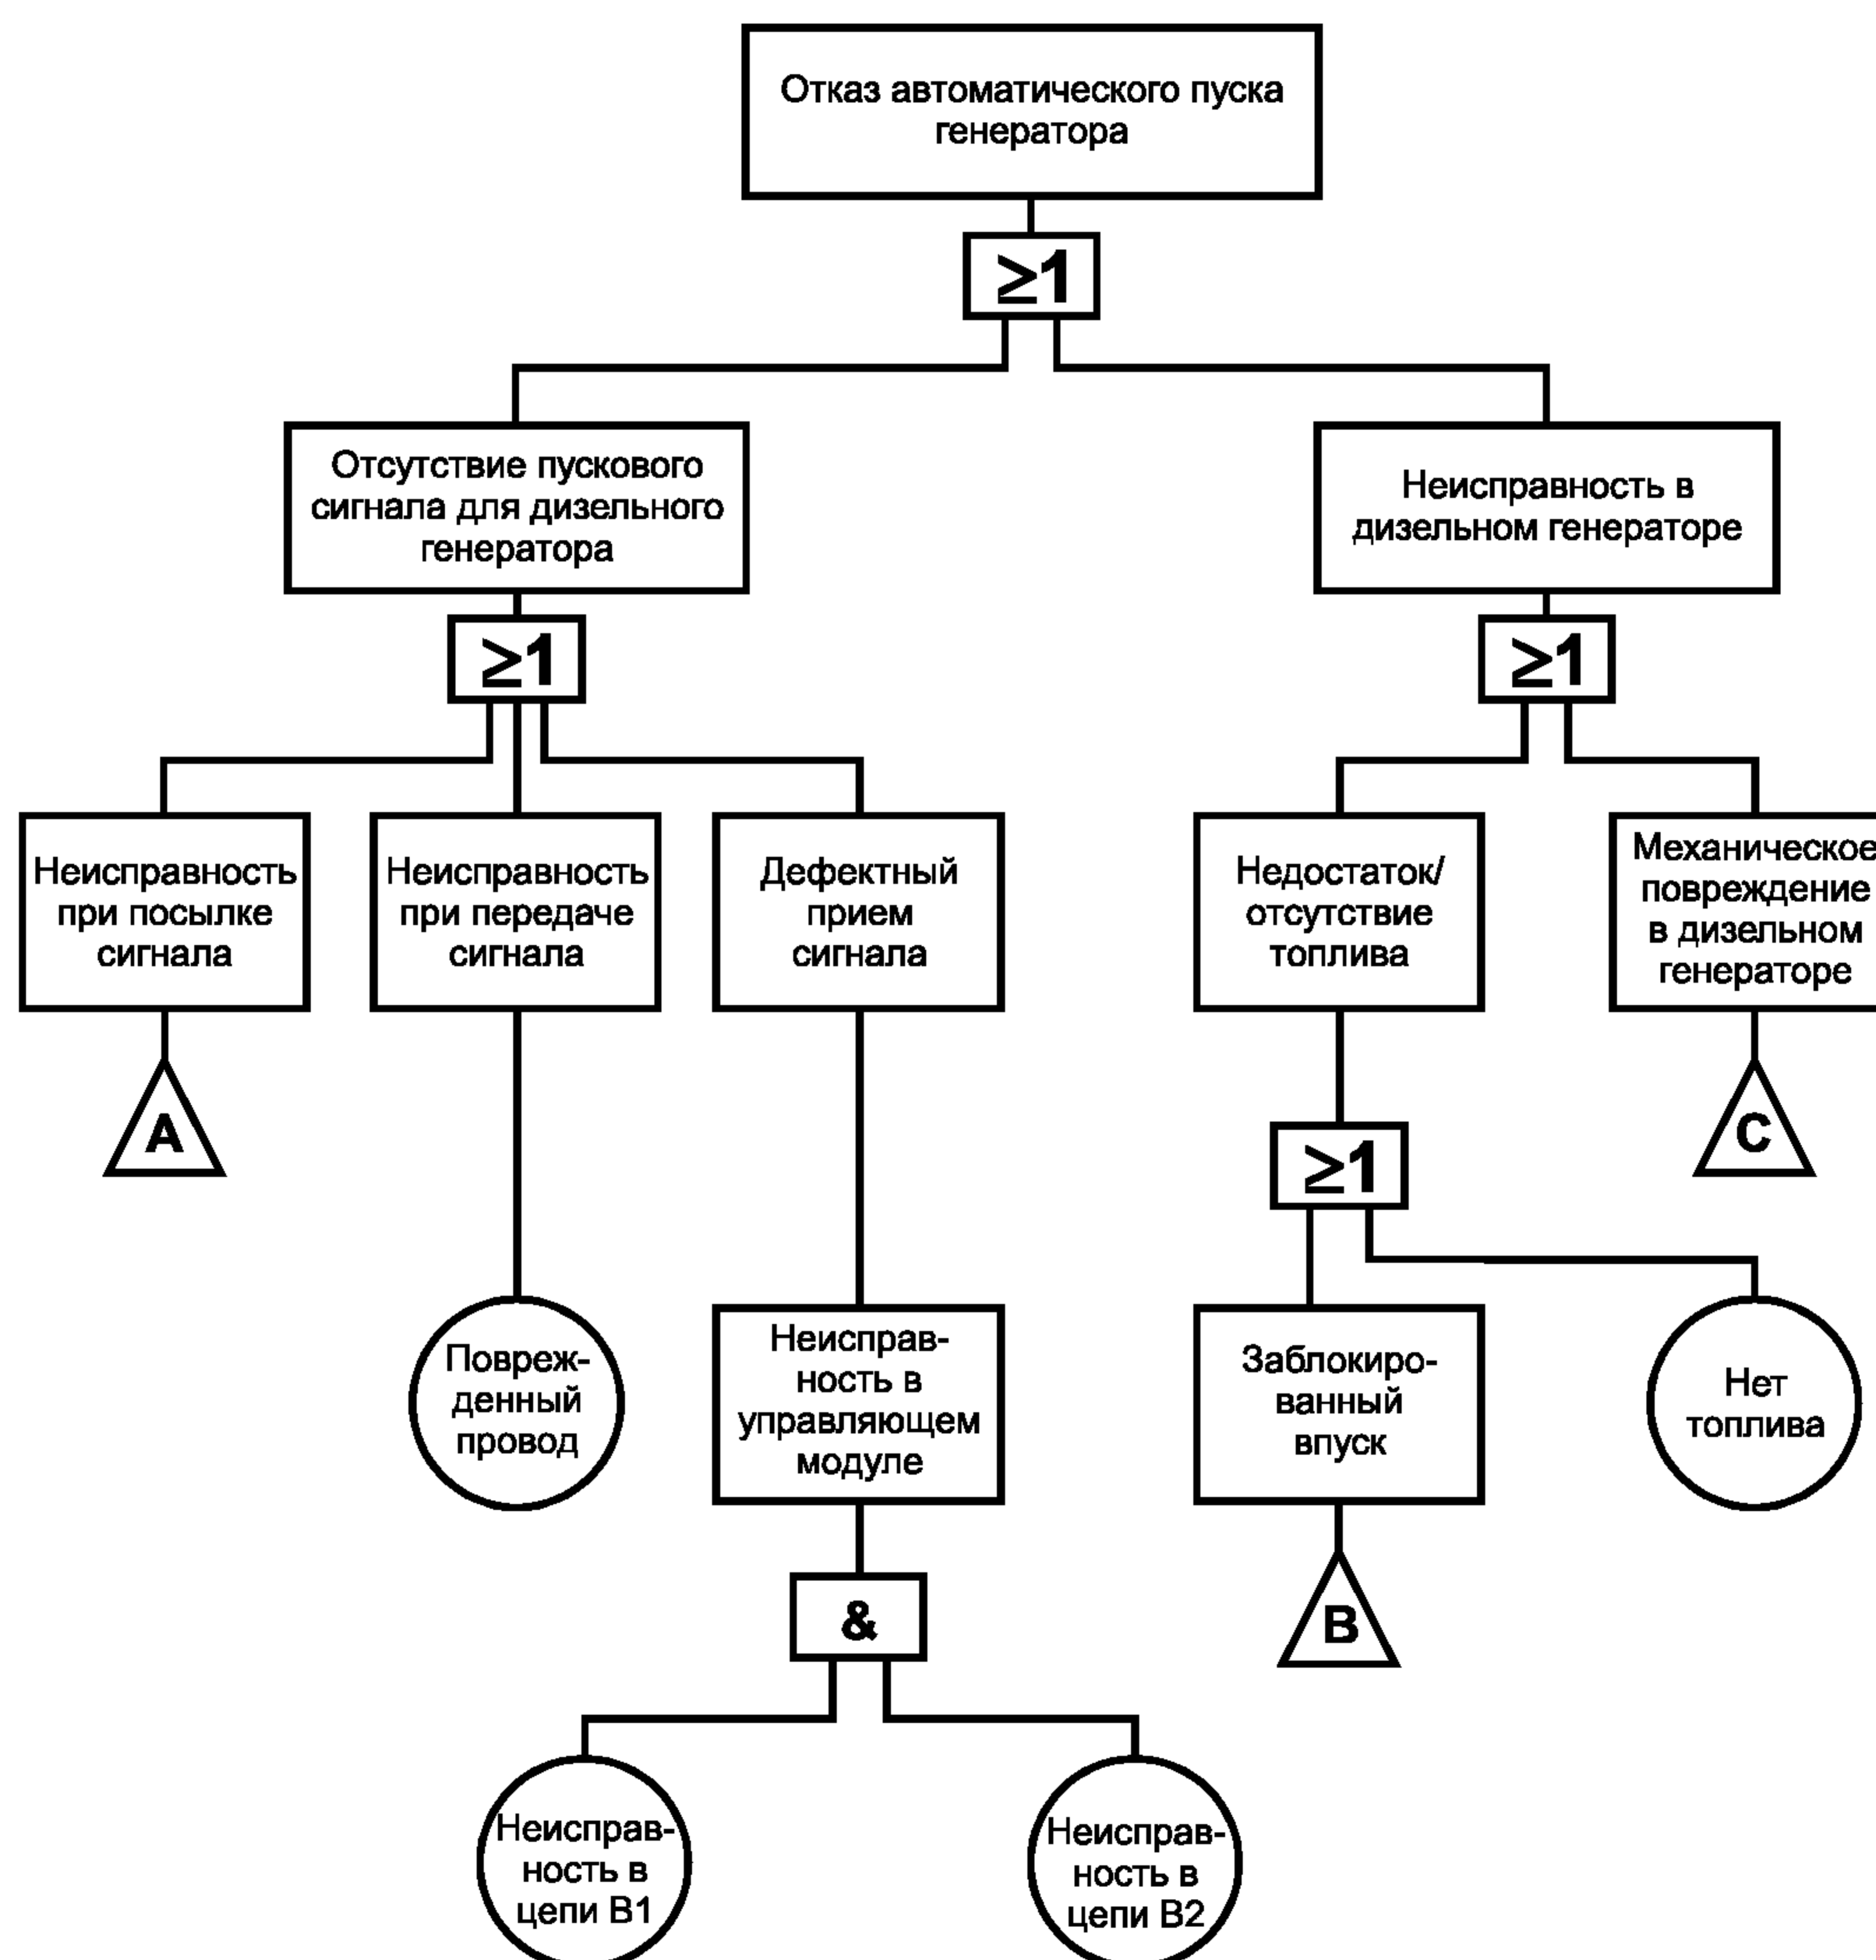 Отказ автоматического пуска
генератора
≥1
Отсутствие пускового
сигнала для дизельного
генератора
Неисправность в
дизельном генераторе
≥1
≥1
Неисправность
при посылке
сигнала
Неисправность
при передаче
сигнала
Дефектный
прием
сигнала
Недостаток/
отсутствие
топлива
Механическое
повреждение
в дизельном
генераторе
A
C
≥1
Повреж-
денный
провод
Неисправ-
ность в
управляющем
модуле
Заблокиро-
ванный
впуск
Нет
топлива
&
B
Неисправ-
ность в
цепи В1
Неисправ-
ность в
цепи В2